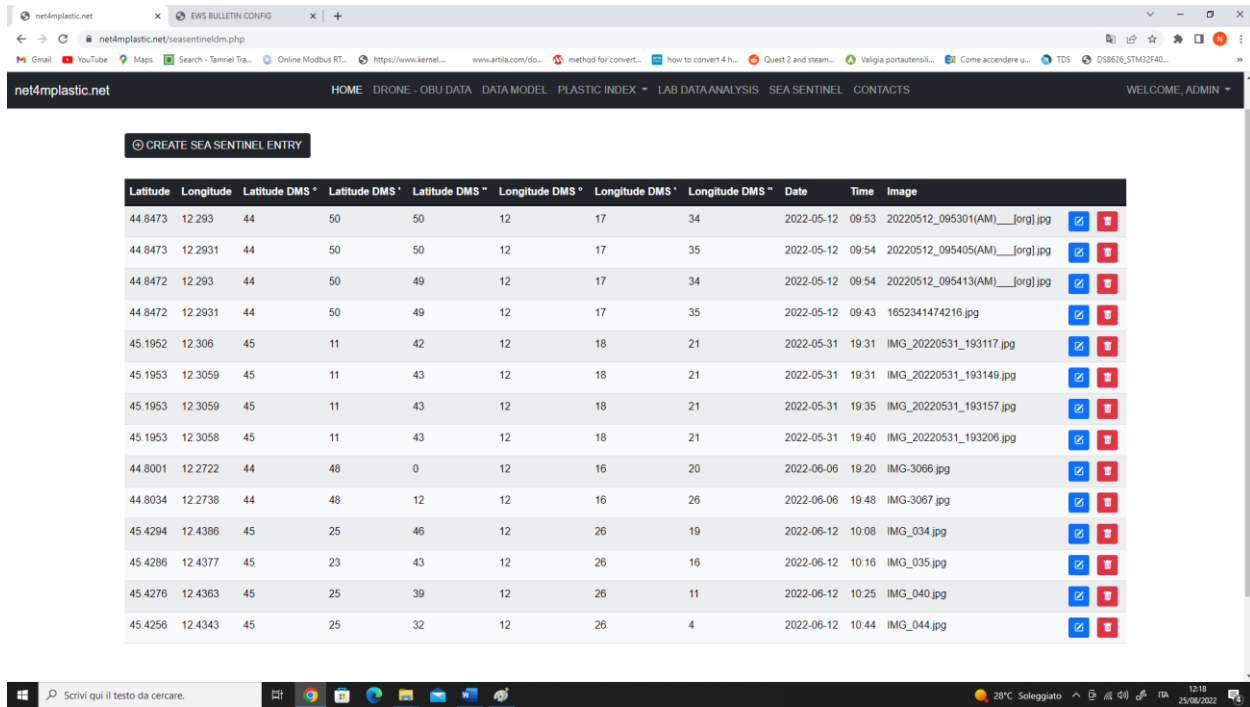 net4mplastic.net EWS BULLETIN CONFIG
net4mplastic.net/seasentineldm.php
Gmail YouTube Maps Search - Tamriel Tra... Online Modbus RT... https://www.kernel.... www.artila.com/do... method for convert... how to convert 4 h... Quest 2 and steam... Valigia portautensili... Come accendere u... TDS DS8626_STM32F40...
net4mplastic.net HOME DRONE - OBU DATA DATA MODEL PLASTIC INDEX LAB DATA ANALYSIS SEA SENTINEL CONTACTS WELCOME, ADMIN
CREATE SEA SENTINEL ENTRY
Latitude Longitude Latitude DMS ° Latitude DMS ' Latitude DMS " Longitude DMS ° Longitude DMS ' Longitude DMS " Date Time Image
44.8473 12.293 44 50 50 12 17 34 2022-05-12 09:53 20220512_095301(AM)___[org].jpg
44.8473 12.2931 44 50 50 12 17 35 2022-05-12 09:54 20220512_095405(AM)___[org].jpg
44.8472 12.293 44 50 49 12 17 34 2022-05-12 09:54 20220512_095413(AM)___[org].jpg
44.8472 12.2931 44 50 49 12 17 35 2022-05-12 09:43 1652341474216.jpg
45.1952 12.306 45 11 42 12 18 21 2022-05-31 19:31 IMG_20220531_193117.jpg
45.1953 12.3059 45 11 43 12 18 21 2022-05-31 19:31 IMG_20220531_193149.jpg
45.1953 12.3059 45 11 43 12 18 21 2022-05-31 19:35 IMG_20220531_193157.jpg
45.1953 12.3058 45 11 43 12 18 21 2022-05-31 19:40 IMG_20220531_193206.jpg
44.8001 12.2722 44 48 0 12 16 20 2022-06-06 19:20 IMG-3066.jpg
44.8034 12.2738 44 48 12 12 16 26 2022-06-06 19:48 IMG-3067.jpg
45.4294 12.4386 45 25 46 12 26 19 2022-06-12 10:08 IMG_034.jpg
45.4286 12.4377 45 23 43 12 26 16 2022-06-12 10:16 IMG_035.jpg
45.4276 12.4363 45 25 39 12 26 11 2022-06-12 10:25 IMG_040.jpg
45.4256 12.4343 45 25 32 12 26 4 2022-06-12 10:44 IMG_044.jpg
Scrivi qui il testo da cercare. 28°C Soleggiato ITA 12:18
25/08/2022